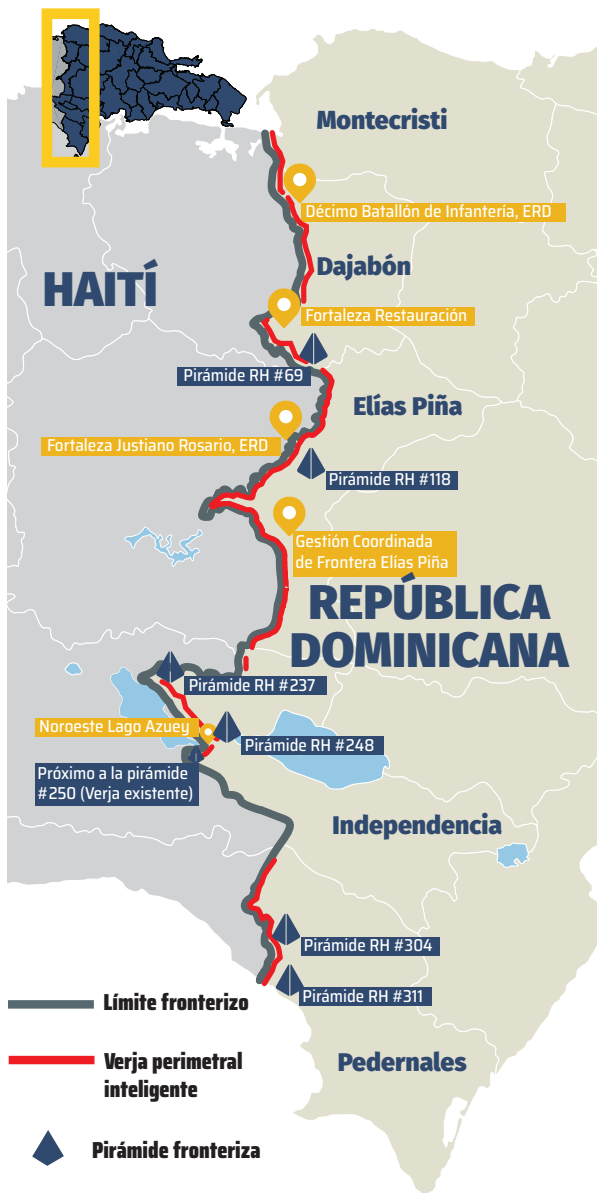 Montecristi
Décimo Batallón de Infantería, ERD
Dajabón
HAITÍ
Fortaleza Restauración
Pirámide RH #69
Elías Piña
Fortaleza Justiano Rosario, ERD
Pirámide RH #118
Gestión Coordinada
de Frontera Elías Piña
REPÚBLICA
DOMINICANA
Pirámide RH #237
Noroeste Lago Azuey
Pirámide RH #248
Próximo a la pirámide
#250 (Verja existente)
Independencia
Pirámide RH #304
Pirámide RH #311
Límite fronterizo
Verja perimetral
inteligente
Pedernales
Pirámide fronteriza